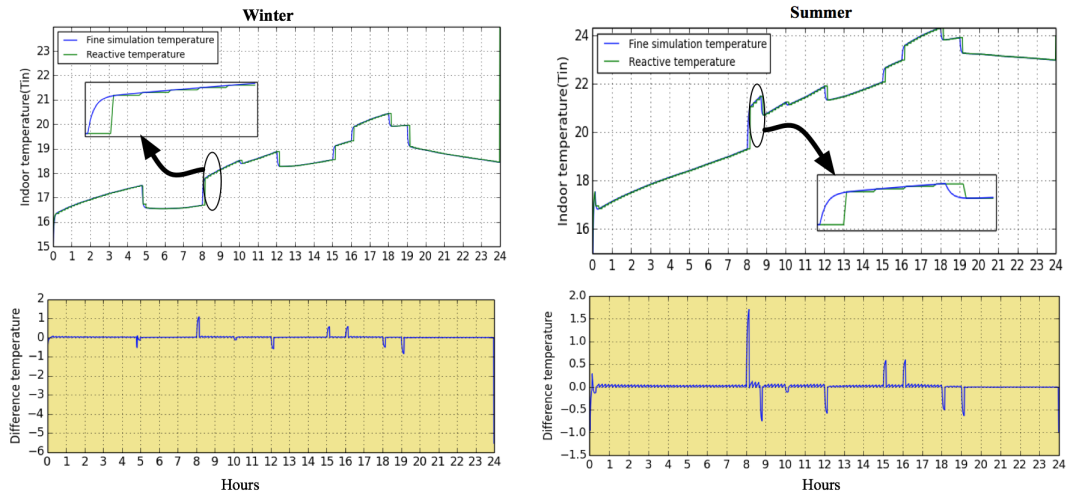 Winter
Fine simulation temperature
Reactive temperature
Indoor temperature(Tin)
23
22
21
20
19
18
17
16
15
0 1 2 3 4 5 6 7 8 9 10 11 12 13 14 15 16 17 18 19 20 21 22 23 24
Summer
Fine simulation temperature
Reactive temperature
Indoor temperature(Tin)
24
22
20
18
16
0 1 2 3 4 5 6 7 8 9 10 11 12 13 14 15 16 17 18 19 20 21 22 23 24
Difference temperature
2
1
0
−1
−2
−3
−4
−5
−6
0 1 2 3 4 5 6 7 8 9 10 11 12 13 14 15 16 17 18 19 20 21 22 23 24
Hours
Difference temperature
2.0
1.5
1.0
0.5
0.0
−0.5
−1.0
−1.5
0 1 2 3 4 5 6 7 8 9 10 11 12 13 14 15 16 17 18 19 20 21 22 23 24
Hours